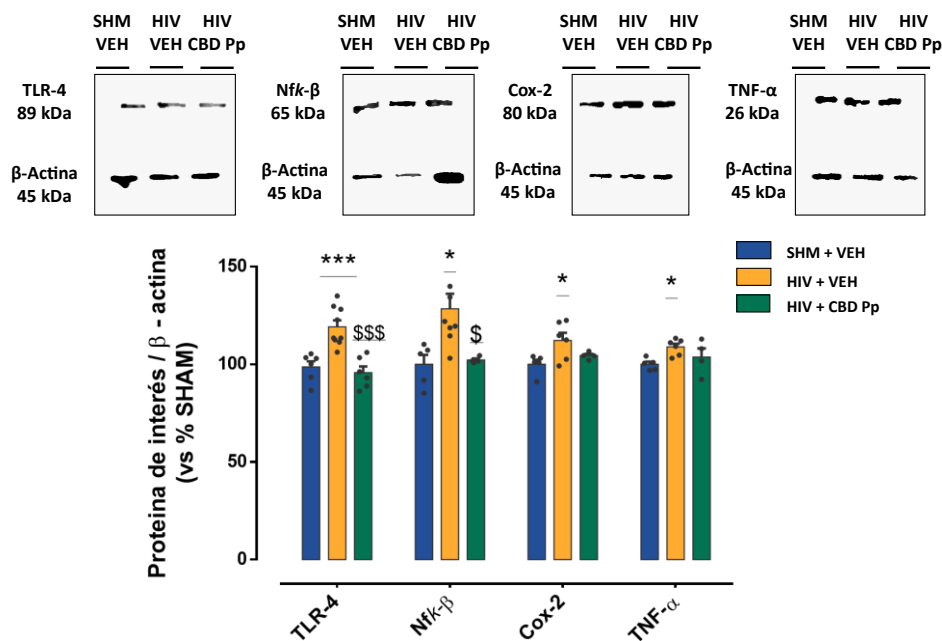 SHM HIV HIV
VEH VEH CBD Pp
TLR-4
89 kDa
β-Actina
45 kDa
SHM HIV HIV
VEH VEH CBD Pp
Nfk-β
65 kDa
β-Actina
45 kDa
SHM HIV HIV
VEH VEH CBD Pp
Cox-2
80 kDa
β-Actina
45 kDa
SHM HIV HIV
VEH VEH CBD Pp
TNF-α
26 kDa
β-Actina
45 kDa
SHM + VEH
HIV + VEH
HIV + CBD Pp
Proteina de interés / β - actina
(vs % SHAM)
150
100
50
0
***
$$$
*
$
*
*
TLR-4
Nfk-β
Cox-2
TNF-α